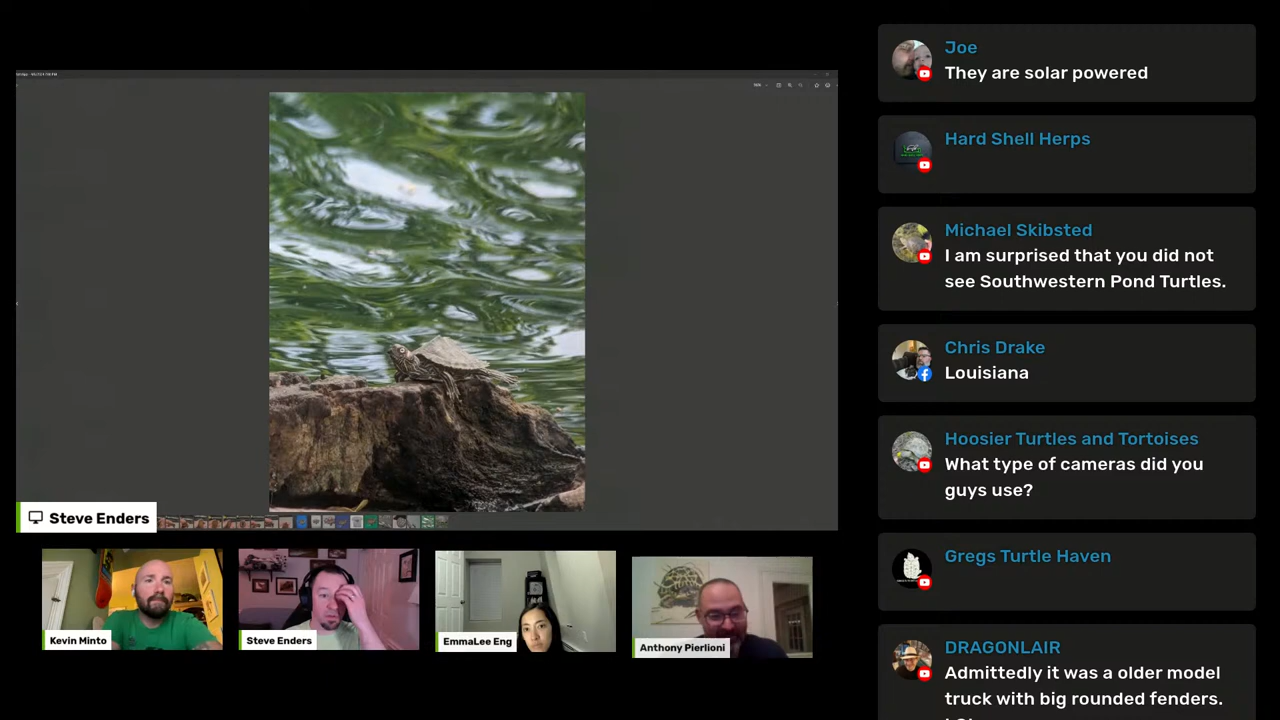 Joe
They are solar powered
Hard Shell Herps
Michael Skibsted
I am surprised that you did not
see Southwestern Pond Turtles.
Chris Drake
Louisiana
Hoosier Turtles and Tortoises
What type of cameras did you
guys use?
Gregs Turtle Haven
DRAGONLAIR
Admittedly it was a older model
truck with big rounded fenders.
Steve Enders
Kevin Minto
Steve Enders
EmmaLee Eng
Anthony Pierlioni